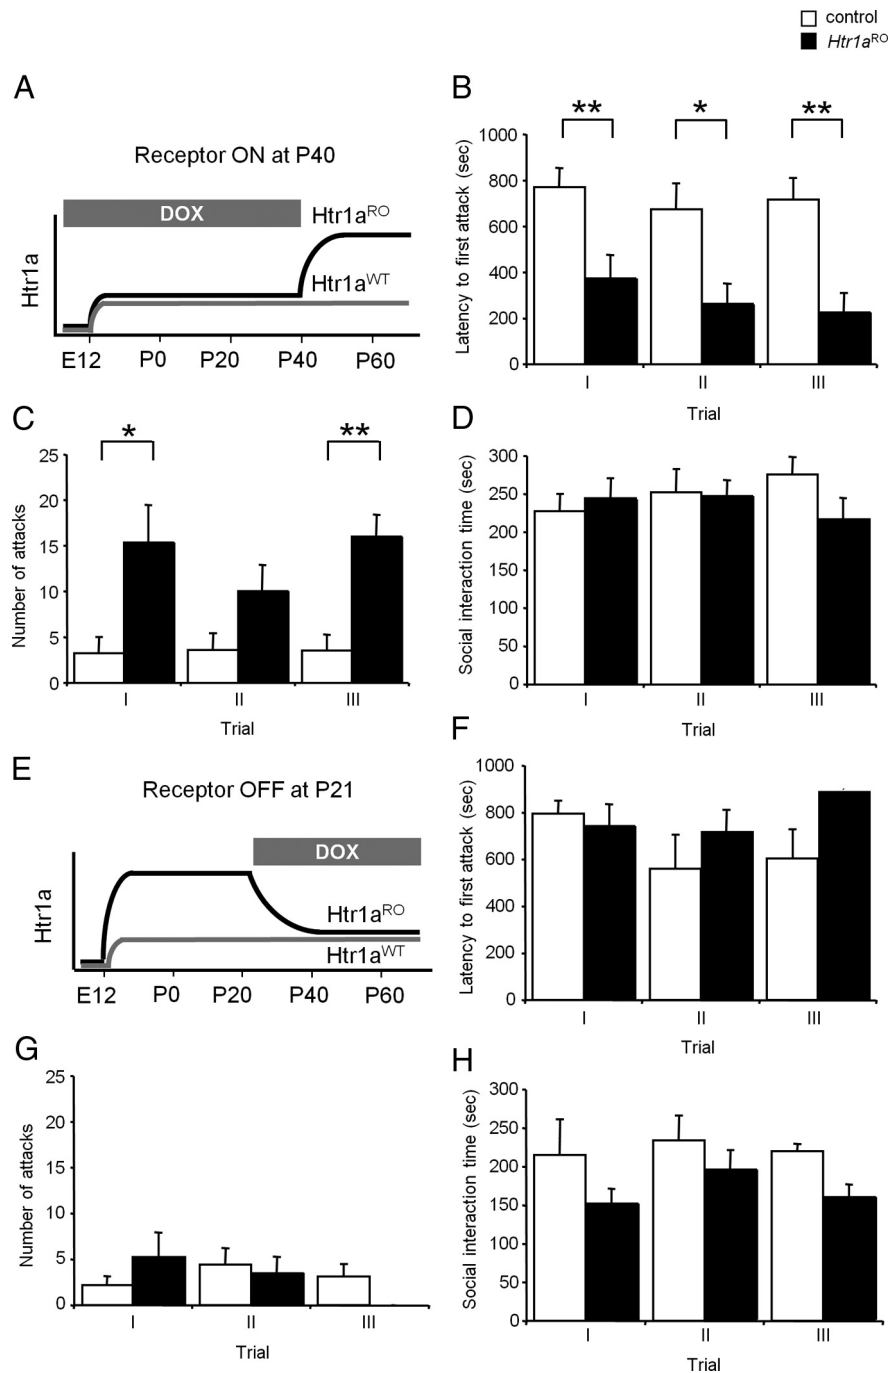 control
Htr1aRO
A
Receptor ON at P40
DOX
Htr1aRO
Htr1aWT
Htr1a
E12 P0 P20 P40 P60
B
** * **
Latency to first attack (sec)
1000
800
600
400
200
0
I II III
Trial
C
* **
Number of attacks
25
20
15
10
5
0
I II III
Trial
D
Social interaction time (sec)
300
250
200
150
100
50
0
I II III
Trial
E
Receptor OFF at P21
DOX
Htr1aRO
Htr1aWT
Htr1a
E12 P0 P20 P40 P60
F
Latency to first attack (sec)
1000
800
600
400
200
0
I II III
Trial
G
Number of attacks
25
20
15
10
5
0
I II III
Trial
H
Social interaction time (sec)
300
250
200
150
100
50
0
I II III
Trial